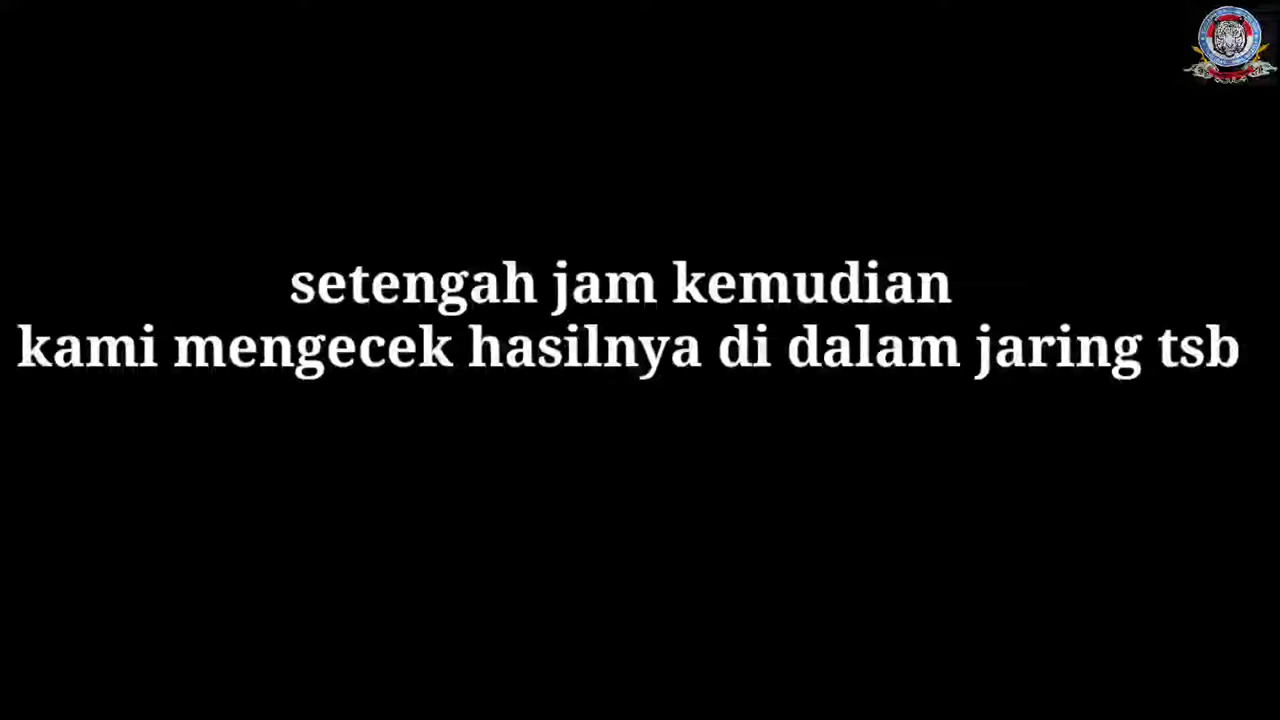 setengah jam kemudian
kami mengecek hasilnya di dalam jaring tsb